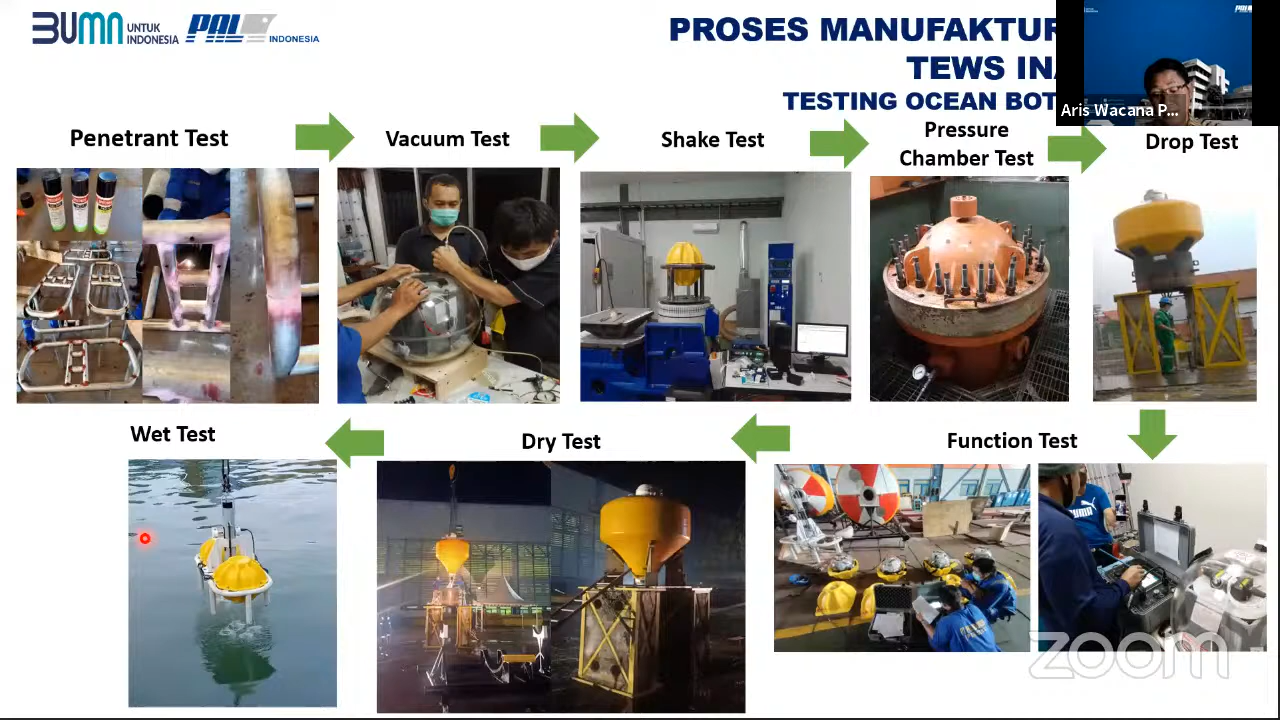 BUMN UNTUK INDONESIA
PAL INDONESIA
PROSES MANUFAKTUR
TEWS INA
TESTING OCEAN BOT
Aris Wacana P...
Penetrant Test
Vacuum Test
Shake Test
Pressure
Chamber Test
Drop Test
Wet Test
Dry Test
Function Test
PUMA
zoom